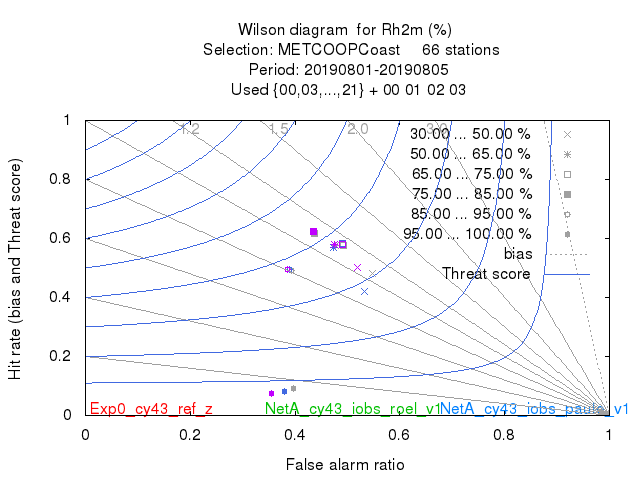 Wilson diagram for Rh2m (%)
Selection: METCOOPCoast 66 stations
Period: 20190801-20190805
Used {00,03,...,21} + 00 01 02 03
1.2 1.5 2.0 3.0
30.00 ... 50.00 %
50.00 ... 65.00 %
65.00 ... 75.00 %
75.00 ... 85.00 %
85.00 ... 95.00 %
95.00 ... 100.00 %
bias
Threat score
Hit rate (bias and Threat score)
1
0.8
0.6
0.4
0.2
0
Exp0_cy43_ref_z NetA_cy43_iobs_roel_v1 NetA_cy43_iobs_paule_v1
0 0.2 0.4 0.6 0.8 1
False alarm ratio